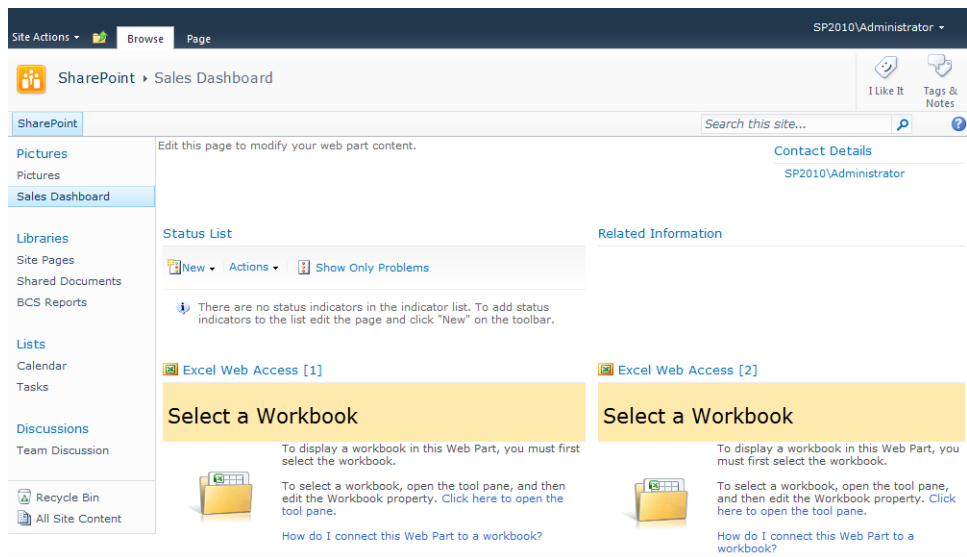 SP2010\Administrator
Site Actions Browse Page
SharePoint Sales Dashboard
I Like It
Tags &
Notes
SharePoint
Search this site...
Pictures
Pictures
Sales Dashboard
Libraries
Site Pages
Shared Documents
BCS Reports
Lists
Calendar
Tasks
Discussions
Team Discussion
Recycle Bin
All Site Content
Edit this page to modify your web part content.
Contact Details
SP2010\Administrator
Status List
New Actions Show Only Problems
There are no status indicators in the indicator list. To add status
indicators to the list edit the page and click "New" on the toolbar.
Related Information
Excel Web Access [1]
Select a Workbook
To display a workbook in this Web Part, you must first
select the workbook.
To select a workbook, open the tool pane, and then
edit the Workbook property. Click here to open the
tool pane.
How do I connect this Web Part to a workbook?
Excel Web Access [2]
Select a Workbook
To display a workbook in this Web Part, you
must first select the workbook.
To select a workbook, open the tool pane,
and then edit the Workbook property. Click
here to open the tool pane.
How do I connect this Web Part to a
workbook?